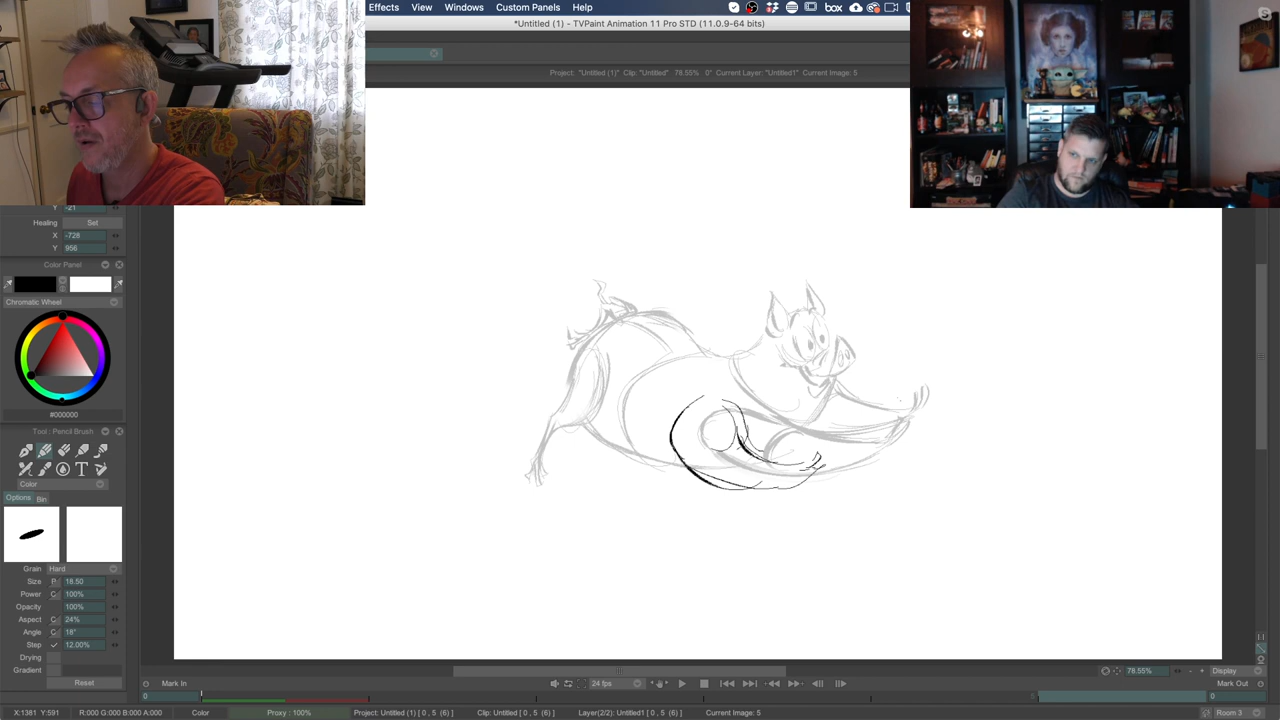 Effects View Windows Custom Panels Help box
*Untitled (1) - TVPaint Animation 11 Pro STD (11.0.9-64 bits)
Project: "Untitled (1)" Clip: "Untitled" 78.55% 0° Current Layer: "Untitled1" Current Image: 5
Y -21
Healing Set
X -728
Y 956
Color Panel
Chromatic Wheel
#000000
Tool : Pencil Brush
T
Color
Options Bin
Grain Hard
Size P 18.50
Power C 100%
Opacity 100%
Aspect C 24%
Angle C 18°
Step 12.00%
Drying
Gradient
Reset
78.55% Display
Mark In 24 fps Mark Out
0 5 0
X:1381 Y:591 R:000 G:000 B:000 A:000 Color Proxy : 100% Project: Untitled (1) [ 0 , 5 (6) ] Clip: Untitled [ 0 , 5 (6) ] Layer(2/2): Untitled1 [ 0 , 5 (6) ] Current Image: 5 Room 3